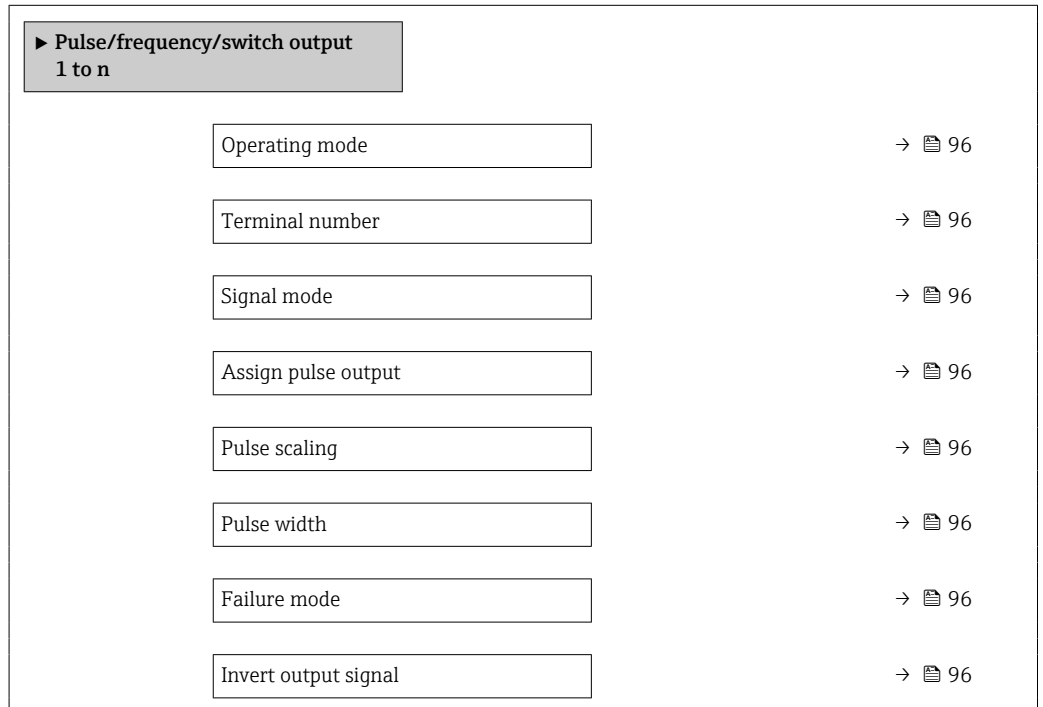 ► Pulse/frequency/switch output
1 to n
Operating mode → 96
Terminal number → 96
Signal mode → 96
Assign pulse output → 96
Pulse scaling → 96
Pulse width → 96
Failure mode → 96
Invert output signal → 96